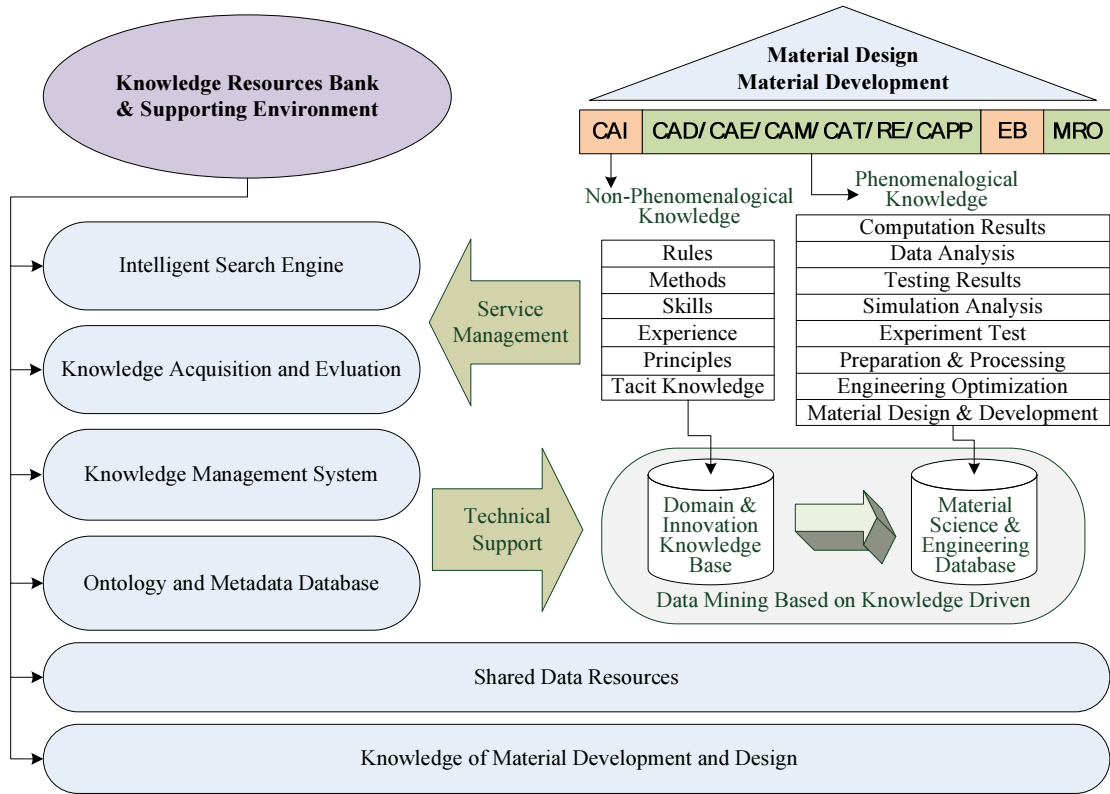 Knowledge Resources Bank
& Supporting Environment
Intelligent Search Engine
Knowledge Acquisition and Evluation
Knowledge Management System
Ontology and Metadata Database
Shared Data Resources
Knowledge of Material Development and Design
Service
Management
Technical
Support
Material Design
Material Development
CAI
CAD/ CAE/ CAM/ CAT/ RE/ CAPP
EB
MRO
Non-Phenomenalogical
Knowledge
Rules
Methods
Skills
Experience
Principles
Tacit Knowledge
Phenomenalogical
Knowledge
Computation Results
Data Analysis
Testing Results
Simulation Analysis
Experiment Test
Preparation & Processing
Engineering Optimization
Material Design & Development
Domain &
Innovation
Knowledge
Base
Material
Science &
Engineering
Database
Data Mining Based on Knowledge Driven